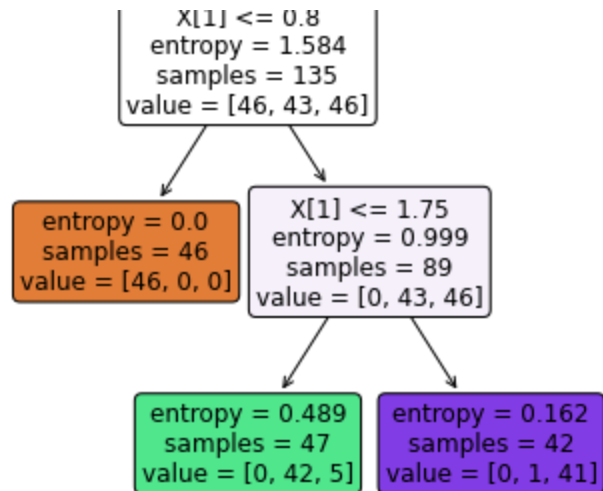 X[1] <= 0.8
entropy = 1.584
samples = 135
value = [46, 43, 46]
entropy = 0.0
samples = 46
value = [46, 0, 0]
X[1] <= 1.75
entropy = 0.999
samples = 89
value = [0, 43, 46]
entropy = 0.489
samples = 47
value = [0, 42, 5]
entropy = 0.162
samples = 42
value = [0, 1, 41]